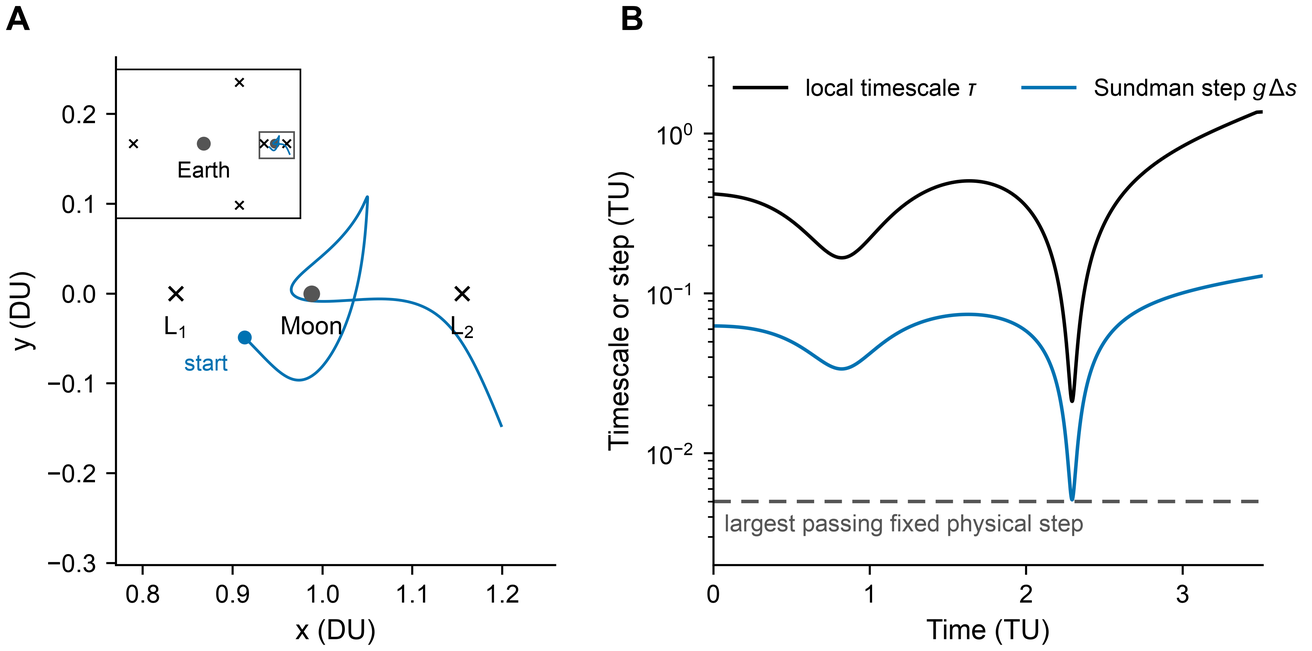 A
y (DU)
0.2
0.1
0.0
−0.1
−0.2
−0.3
Earth
L₁
Moon
L₂
start
0.8 0.9 1.0 1.1 1.2
x (DU)
B
Timescale or step (TU)
10⁰
10⁻¹
10⁻²
local timescale τ Sundman step g Δs
largest passing fixed physical step
0 1 2 3
Time (TU)